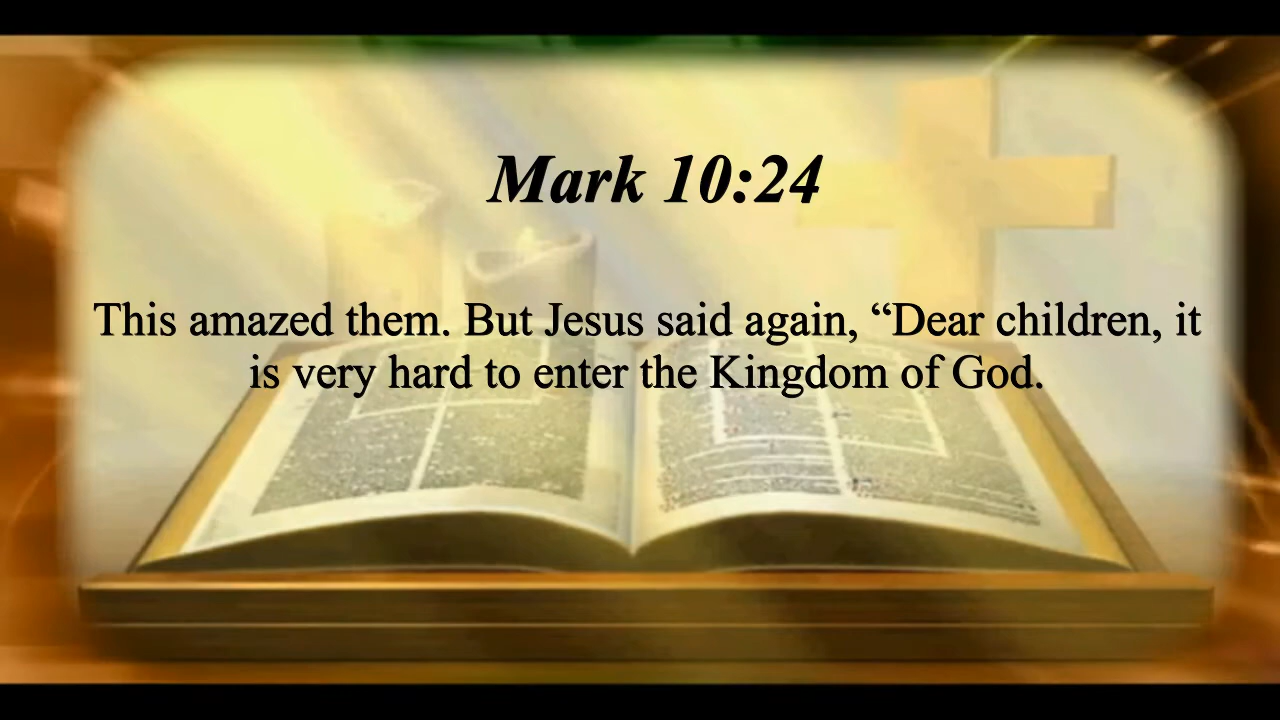 Mark 10:24
This amazed them. But Jesus said again, “Dear children, it
is very hard to enter the Kingdom of God.